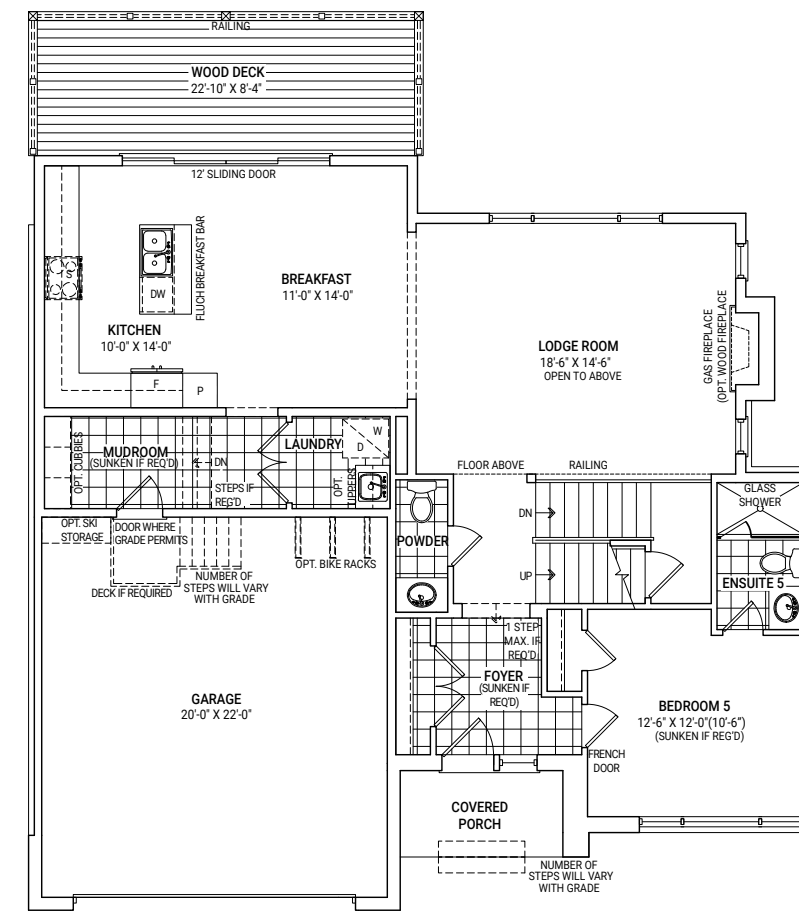 RAILING
WOOD DECK
22'-10" X 8'-4"
12' SLIDING DOOR
S
DW
FLUCH BREAKFAST BAR
BREAKFAST
11'-0" X 14'-0"
KITCHEN
10'-0" X 14'-0"
F
P
LODGE ROOM
18'-6" X 14'-6"
OPEN TO ABOVE
GAS FIREPLACE
(OPT. WOOD FIREPLACE)
OPT. CUBBIES
MUDROOM
(SUNKEN IF REQ'D)
DN
STEPS IF
REG'D
LAUNDRY
W
D
OPT.
UPPERS
FLOOR ABOVE
RAILING
DN
UP
POWDER
GLASS
SHOWER
ENSUITE 5
OPT. SKI
STORAGE
DOOR WHERE
GRADE PERMITS
DECK IF REQUIRED
NUMBER OF
STEPS WILL VARY
WITH GRADE
OPT. BIKE RACKS
1 STEP
MAX. IF
REQ'D
FOYER
(SUNKEN IF
REQ'D)
GARAGE
20'-0" X 22'-0"
BEDROOM 5
12'-6" X 12'-0"(10'-6")
(SUNKEN IF REG'D)
FRENCH
DOOR
COVERED
PORCH
NUMBER OF
STEPS WILL VARY
WITH GRADE